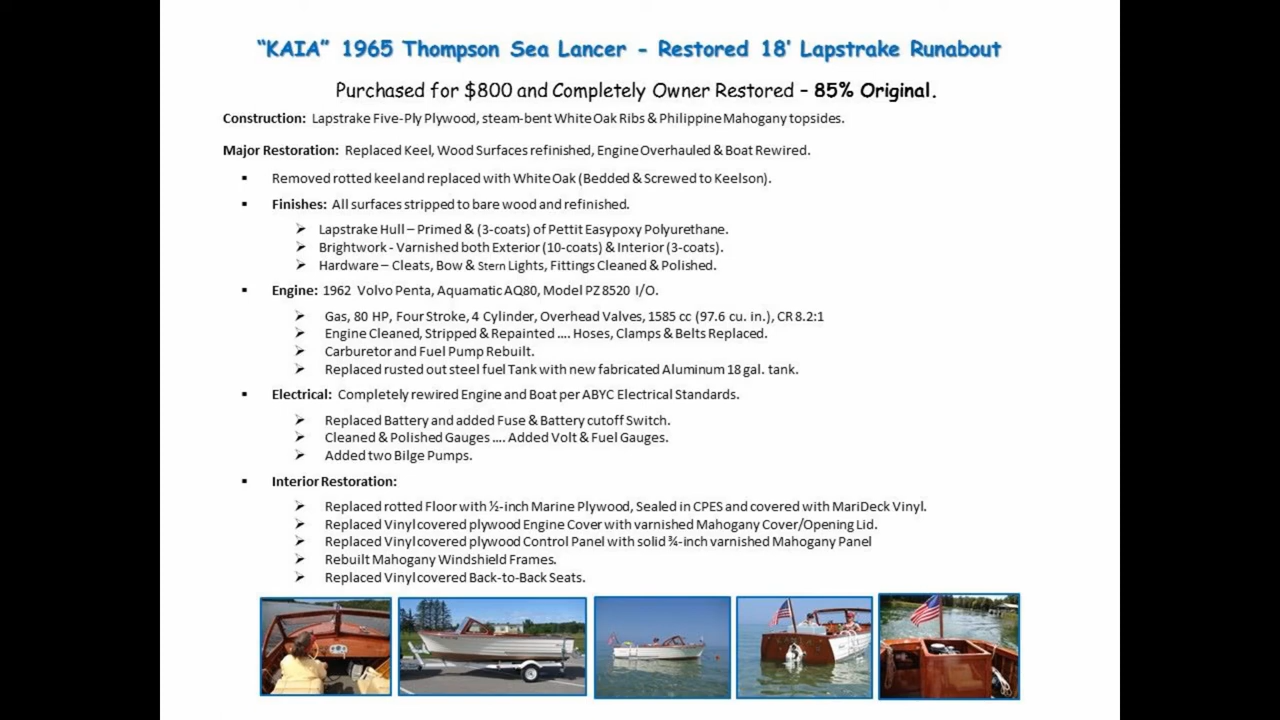 “KAIA” 1965 Thompson Sea Lancer - Restored 18’ Lapstrake Runabout
Purchased for $800 and Completely Owner Restored – 85% Original.
Construction: Lapstrake Five-Ply Plywood, steam-bent White Oak Ribs & Philippine Mahogany topsides.
Major Restoration: Replaced Keel, Wood Surfaces refinished, Engine Overhauled & Boat Rewired.
▪ Removed rotted keel and replaced with White Oak (Bedded & Screwed to Keelson).
▪ Finishes: All surfaces stripped to bare wood and refinished.
➢ Lapstrake Hull – Primed & (3-coats) of Pettit Easypoxy Polyurethane.
➢ Brightwork - Varnished both Exterior (10-coats) & Interior (3-coats).
➢ Hardware – Cleats, Bow & Stern Lights, Fittings Cleaned & Polished.
▪ Engine: 1962 Volvo Penta, Aquamatic AQ80, Model PZ 8520 I/O.
➢ Gas, 80 HP, Four Stroke, 4 Cylinder, Overhead Valves, 1585 cc (97.6 cu. in.), CR 8.2:1
➢ Engine Cleaned, Stripped & Repainted .... Hoses, Clamps & Belts Replaced.
➢ Carburetor and Fuel Pump Rebuilt.
➢ Replaced rusted out steel fuel Tank with new fabricated Aluminum 18 gal. tank.
▪ Electrical: Completely rewired Engine and Boat per ABYC Electrical Standards.
➢ Replaced Battery and added Fuse & Battery cutoff Switch.
➢ Cleaned & Polished Gauges .... Added Volt & Fuel Gauges.
➢ Added two Bilge Pumps.
▪ Interior Restoration:
➢ Replaced rotted Floor with ½-inch Marine Plywood, Sealed in CPES and covered with MariDeck Vinyl.
➢ Replaced Vinyl covered plywood Engine Cover with varnished Mahogany Cover/Opening Lid.
➢ Replaced Vinyl covered plywood Control Panel with solid ¾-inch varnished Mahogany Panel
➢ Rebuilt Mahogany Windshield Frames.
➢ Replaced Vinyl covered Back-to-Back Seats.